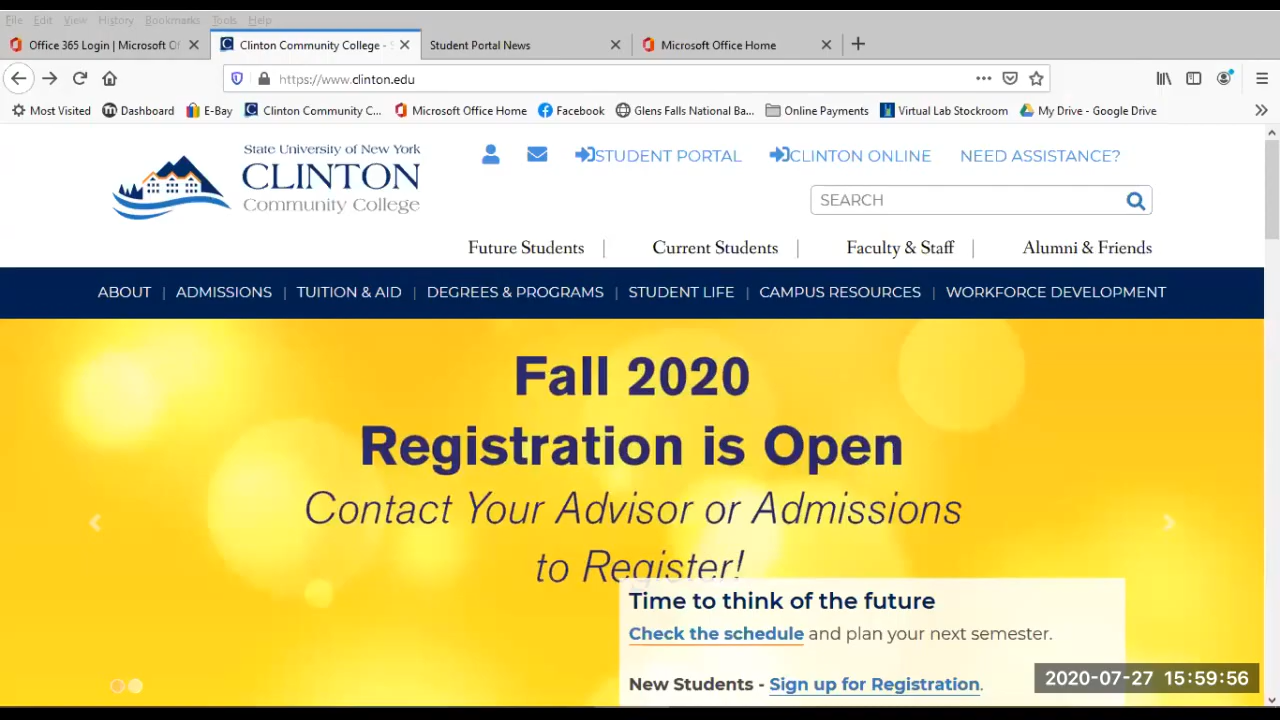 File Edit View History Bookmarks Tools Help
Office 365 Login | Microsoft Of
Clinton Community College -
Student Portal News
Microsoft Office Home
https://www.clinton.edu
Most Visited
Dashboard
E-Bay
Clinton Community C...
Microsoft Office Home
Facebook
Glens Falls National Ba...
Online Payments
Virtual Lab Stockroom
My Drive - Google Drive
State University of New York
CLINTON
Community College
STUDENT PORTAL
CLINTON ONLINE
NEED ASSISTANCE?
SEARCH
Future Students | Current Students | Faculty & Staff | Alumni & Friends
ABOUT | ADMISSIONS | TUITION & AID | DEGREES & PROGRAMS | STUDENT LIFE | CAMPUS RESOURCES | WORKFORCE DEVELOPMENT
Fall 2020
Registration is Open
Contact Your Advisor or Admissions
to Register!
Time to think of the future
Check the schedule and plan your next semester.
New Students - Sign up for Registration.
2020-07-27 15:59:56